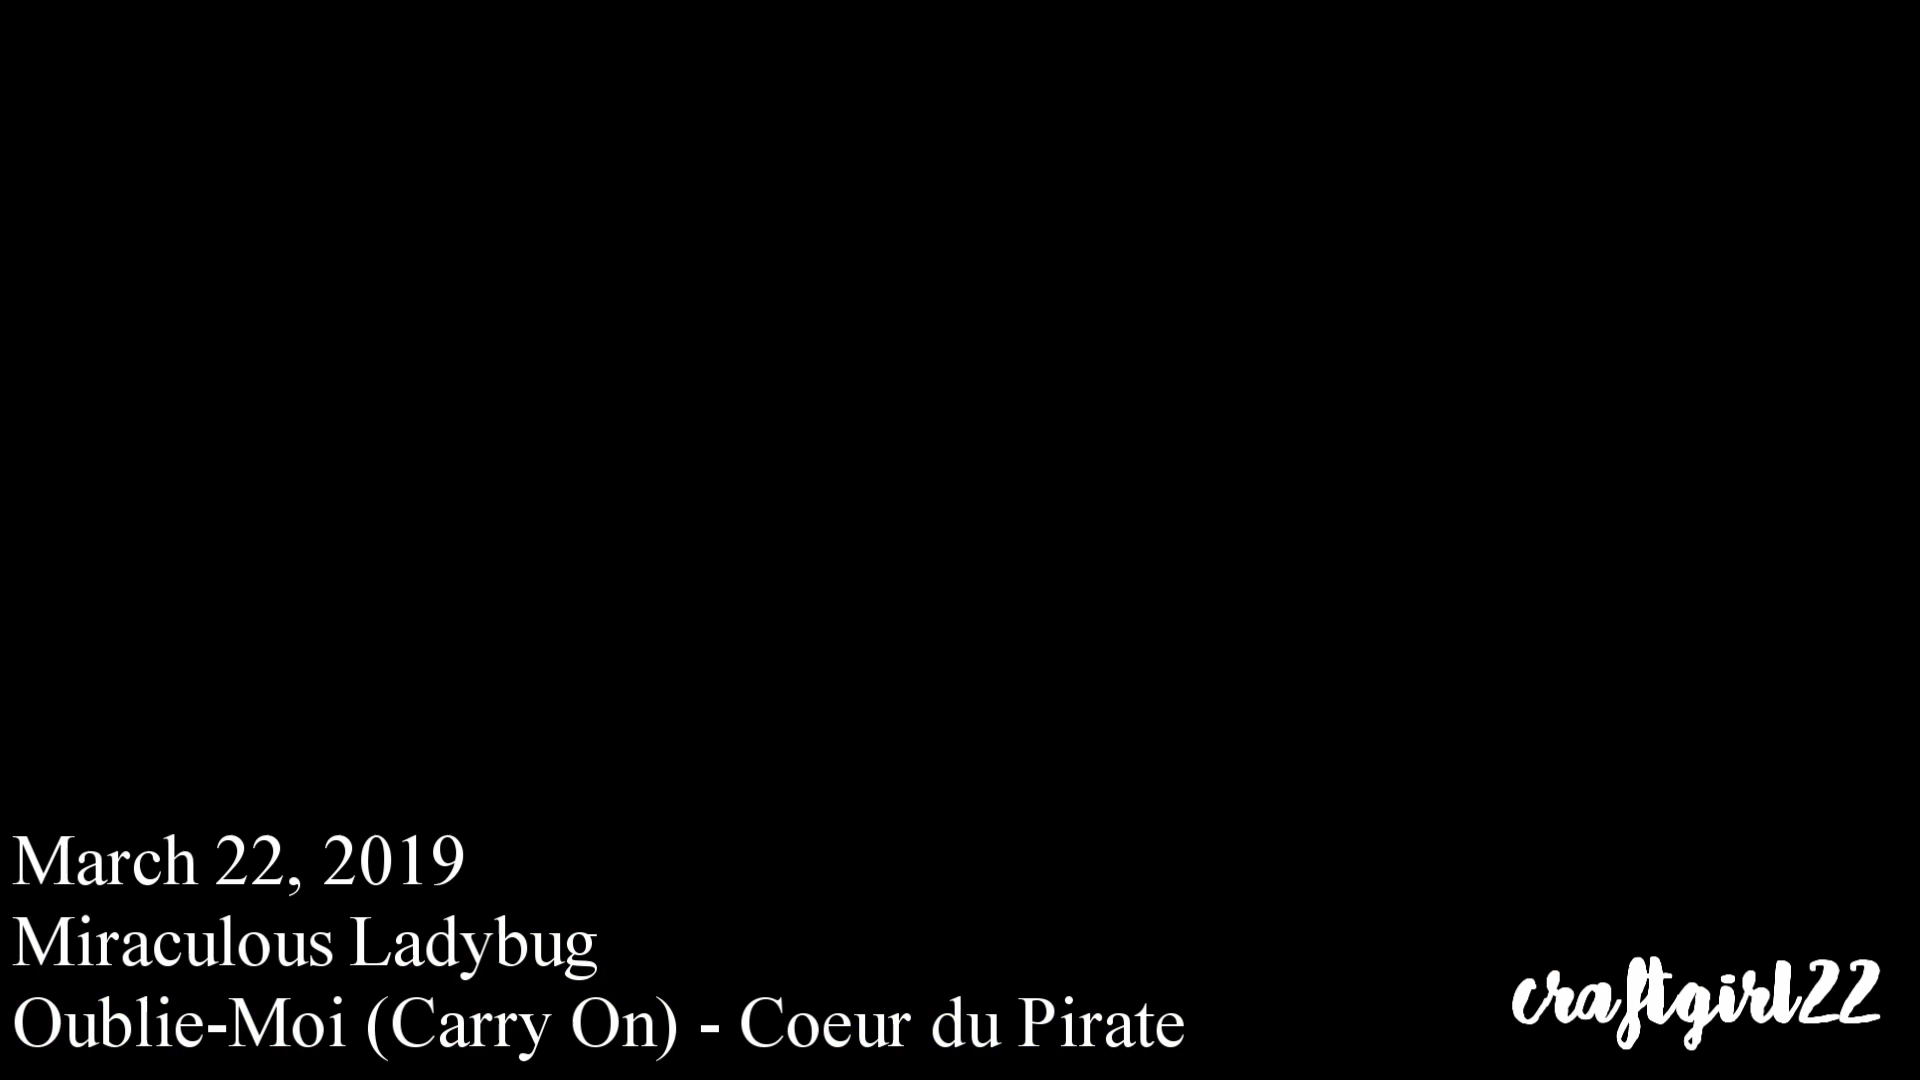 March 22, 2019
Miraculous Ladybug
Oublie-Moi (Carry On) - Coeur du Pirate
craftgirl22